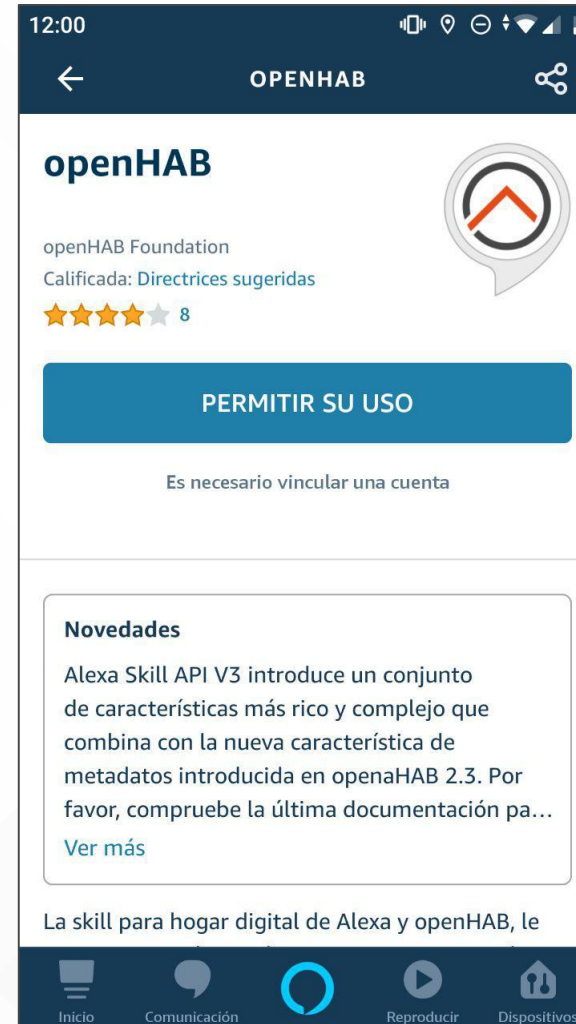 12:00
OPENHAB
openHAB
openHAB Foundation
Calificada: Directrices sugeridas
8
PERMITIR SU USO
Es necesario vincular una cuenta
Novedades
Alexa Skill API V3 introduce un conjunto
de características más rico y complejo que
combina con la nueva característica de
metadatos introducida en openaHAB 2.3. Por
favor, compruebe la última documentación pa...
Ver más
La skill para hogar digital de Alexa y openHAB, le
Inicio
Comunicación
Reproducir
Dispositivos